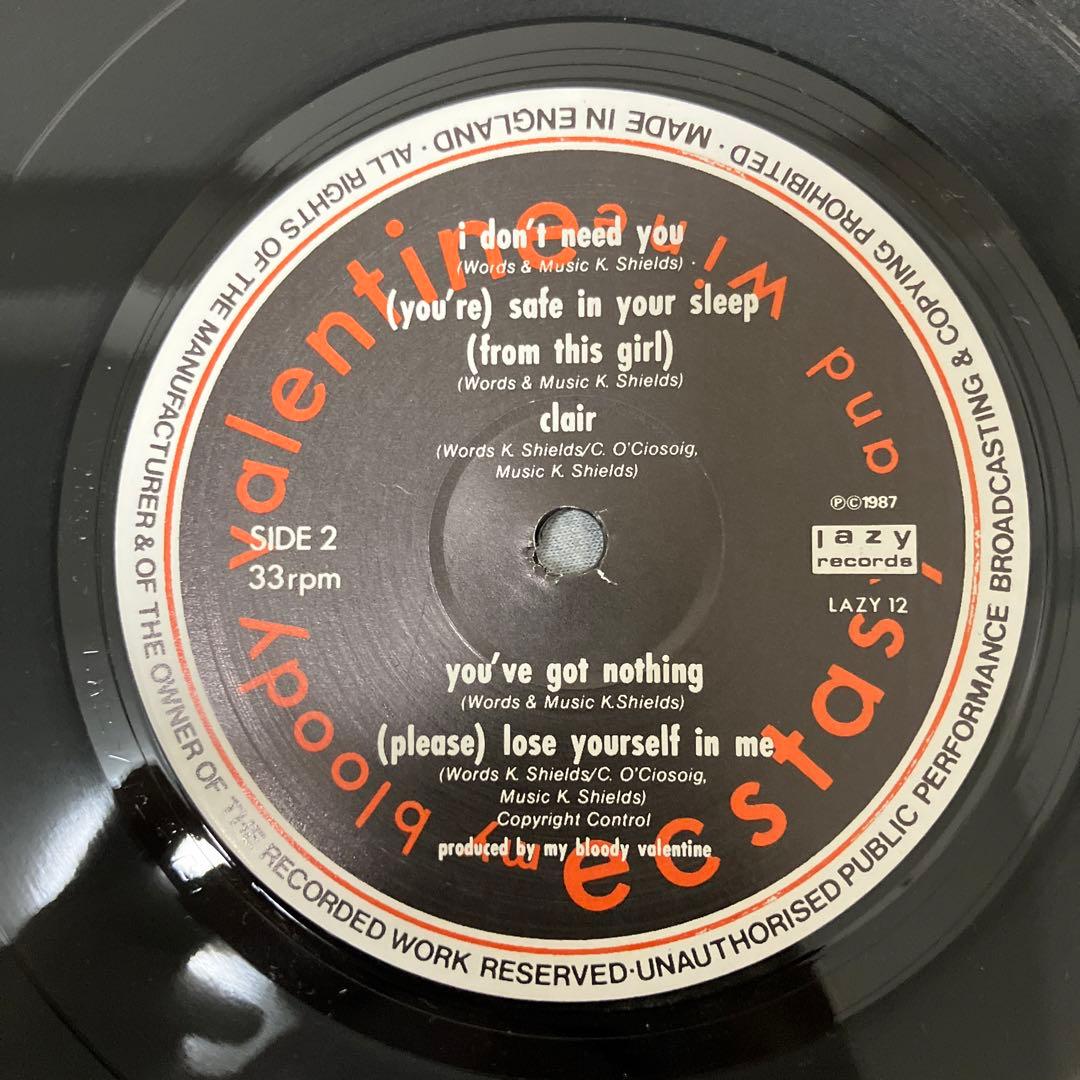 i don't need you
(Words & Music K. Shields)
(you're) safe in your sleep
(from this girl)
(Words & Music K. Shields)
clair
(Words K. Shields/C. O'Ciosoig,
Music K. Shields)
SIDE 2
33rpm
℗©1987
lazy
records
LAZY 12
you've got nothing
(Words & Music K.Shields)
(please) lose yourself in me
(Words K. Shields/C. O'Ciosoig,
Music K. Shields)
Copyright Control
produced by my bloody valentine
my bloody valentine
ecstasy
and
wine
ALL RIGHTS OF THE MANUFACTURER & OF THE OWNER OF THE RECORDED WORK RESERVED·UNAUTHORISED PUBLIC PERFORMANCE BROADCASTING & COPYING PROHIBITED · MADE IN ENGLAND ·